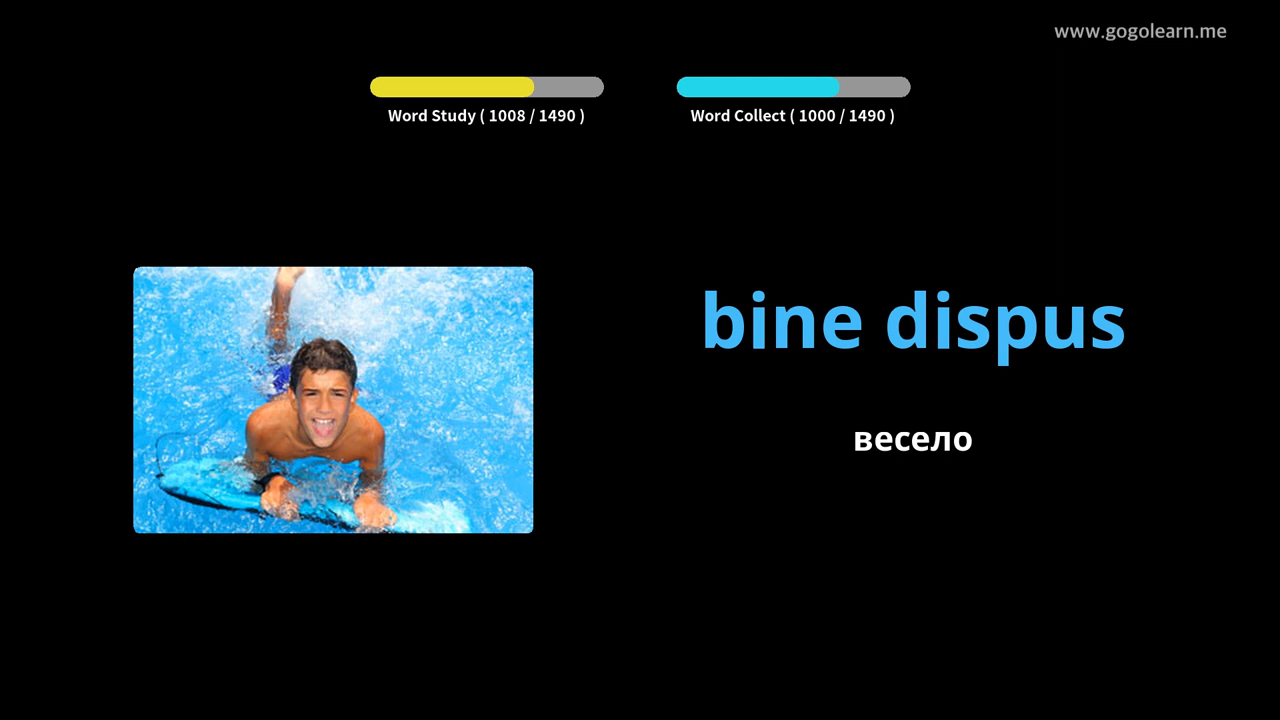 www.gogolearn.me
Word Study ( 1008 / 1490 )
Word Collect ( 1000 / 1490 )
bine dispus
весело